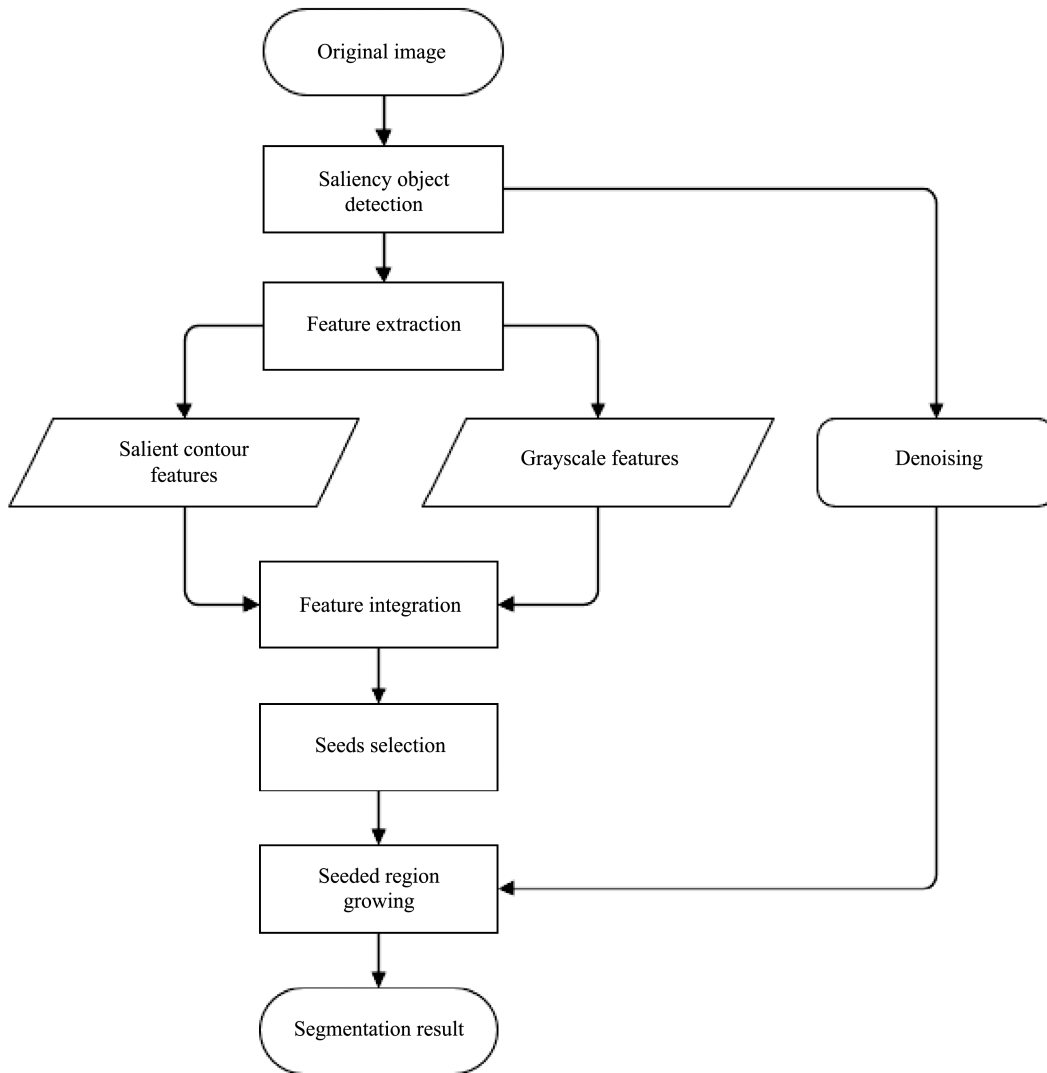 Original image
Saliency object
detection
Feature extraction
Salient contour
features
Grayscale features
Denoising
Feature integration
Seeds selection
Seeded region
growing
Segmentation result